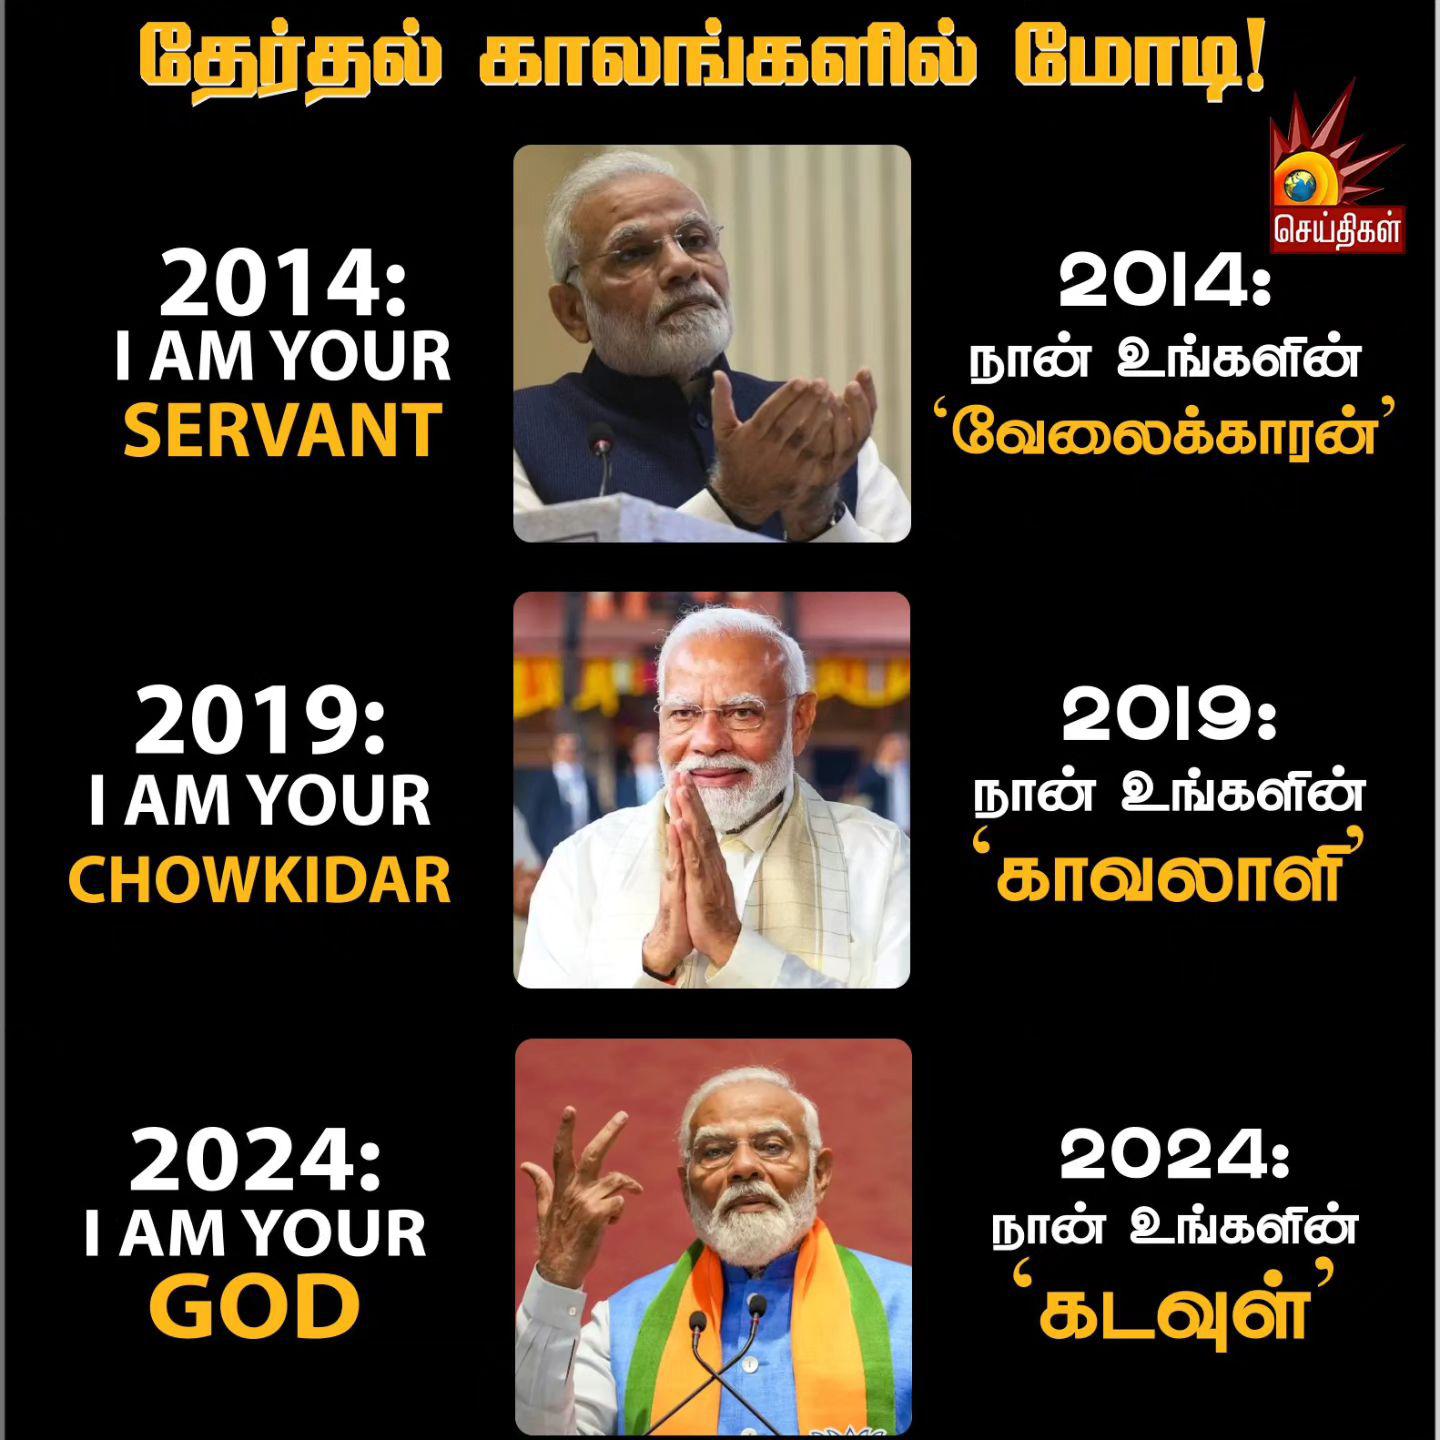 தேர்தல் காலங்களில் மோடி!
செய்திகள்
2014:
I AM YOUR
SERVANT
2014:
நான் உங்களின்
‘வேலைக்காரன்’
2019:
I AM YOUR
CHOWKIDAR
2019:
நான் உங்களின்
‘காவலாளி’
2024:
I AM YOUR
GOD
2024:
நான் உங்களின்
‘கடவுள்’